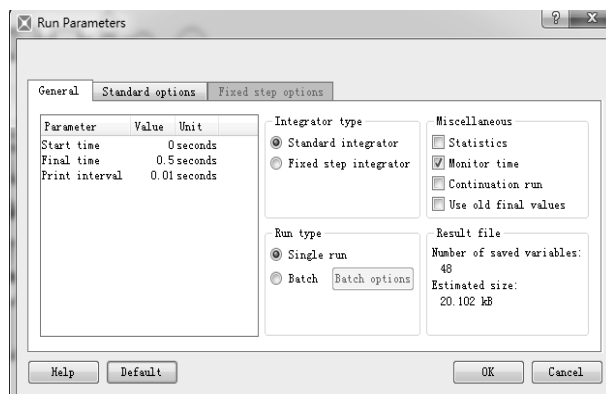 Run Parameters
General Standard options Fixed step options
Parameter Value Unit
Start time 0 seconds
Final time 0.5 seconds
Print interval 0.01 seconds
Integrator type
Standard integrator
Fixed step integrator
Miscellaneous
Statistics
Monitor time
Continuation run
Use old final values
Run type
Single run
Batch Batch options
Result file
Number of saved variables:
48
Estimated size:
20.102 kB
Help Default OK Cancel